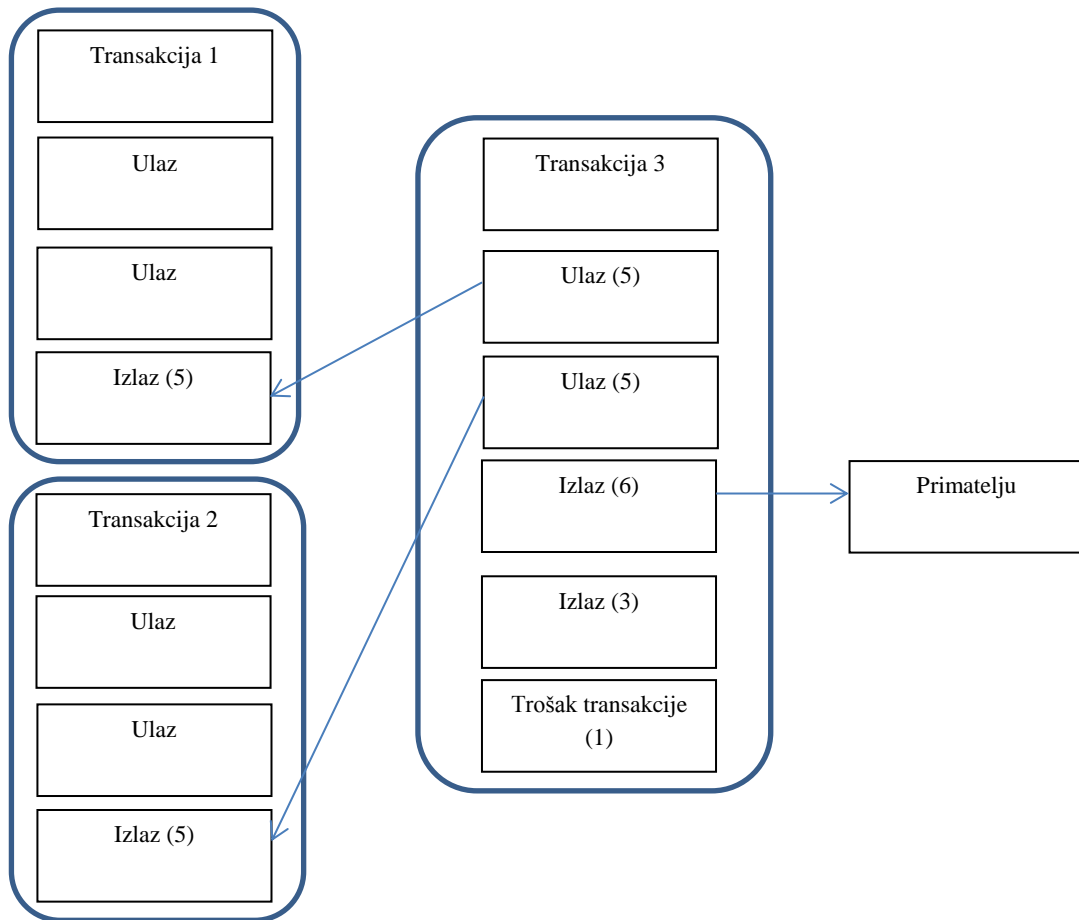 Transakcija 1
Ulaz
Ulaz
Izlaz (5)
Transakcija 2
Ulaz
Ulaz
Izlaz (5)
Transakcija 3
Ulaz (5)
Ulaz (5)
Izlaz (6)
Izlaz (3)
Trošak transakcije
(1)
Primatelju